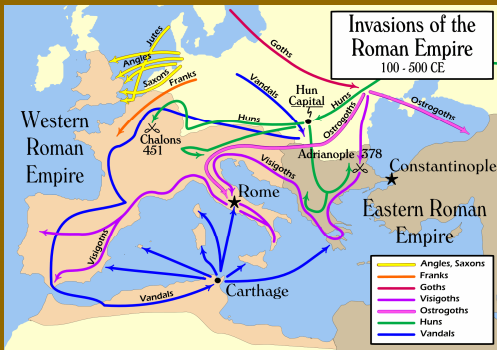 Invasions of the
Roman Empire
100 - 500 CE
Jutes
Angles
Saxons
Franks
Goths
Vandals
Hun
Capital
Huns
Ostrogoths
Ostrogoths
Huns
Chalons
451
Western
Roman
Empire
Visigoths
Adrianople 378
Constantinople
Rome
Eastern Roman
Empire
Visigoths
Vandals
Carthage
Angles, Saxons
Franks
Goths
Visigoths
Ostrogoths
Huns
Vandals